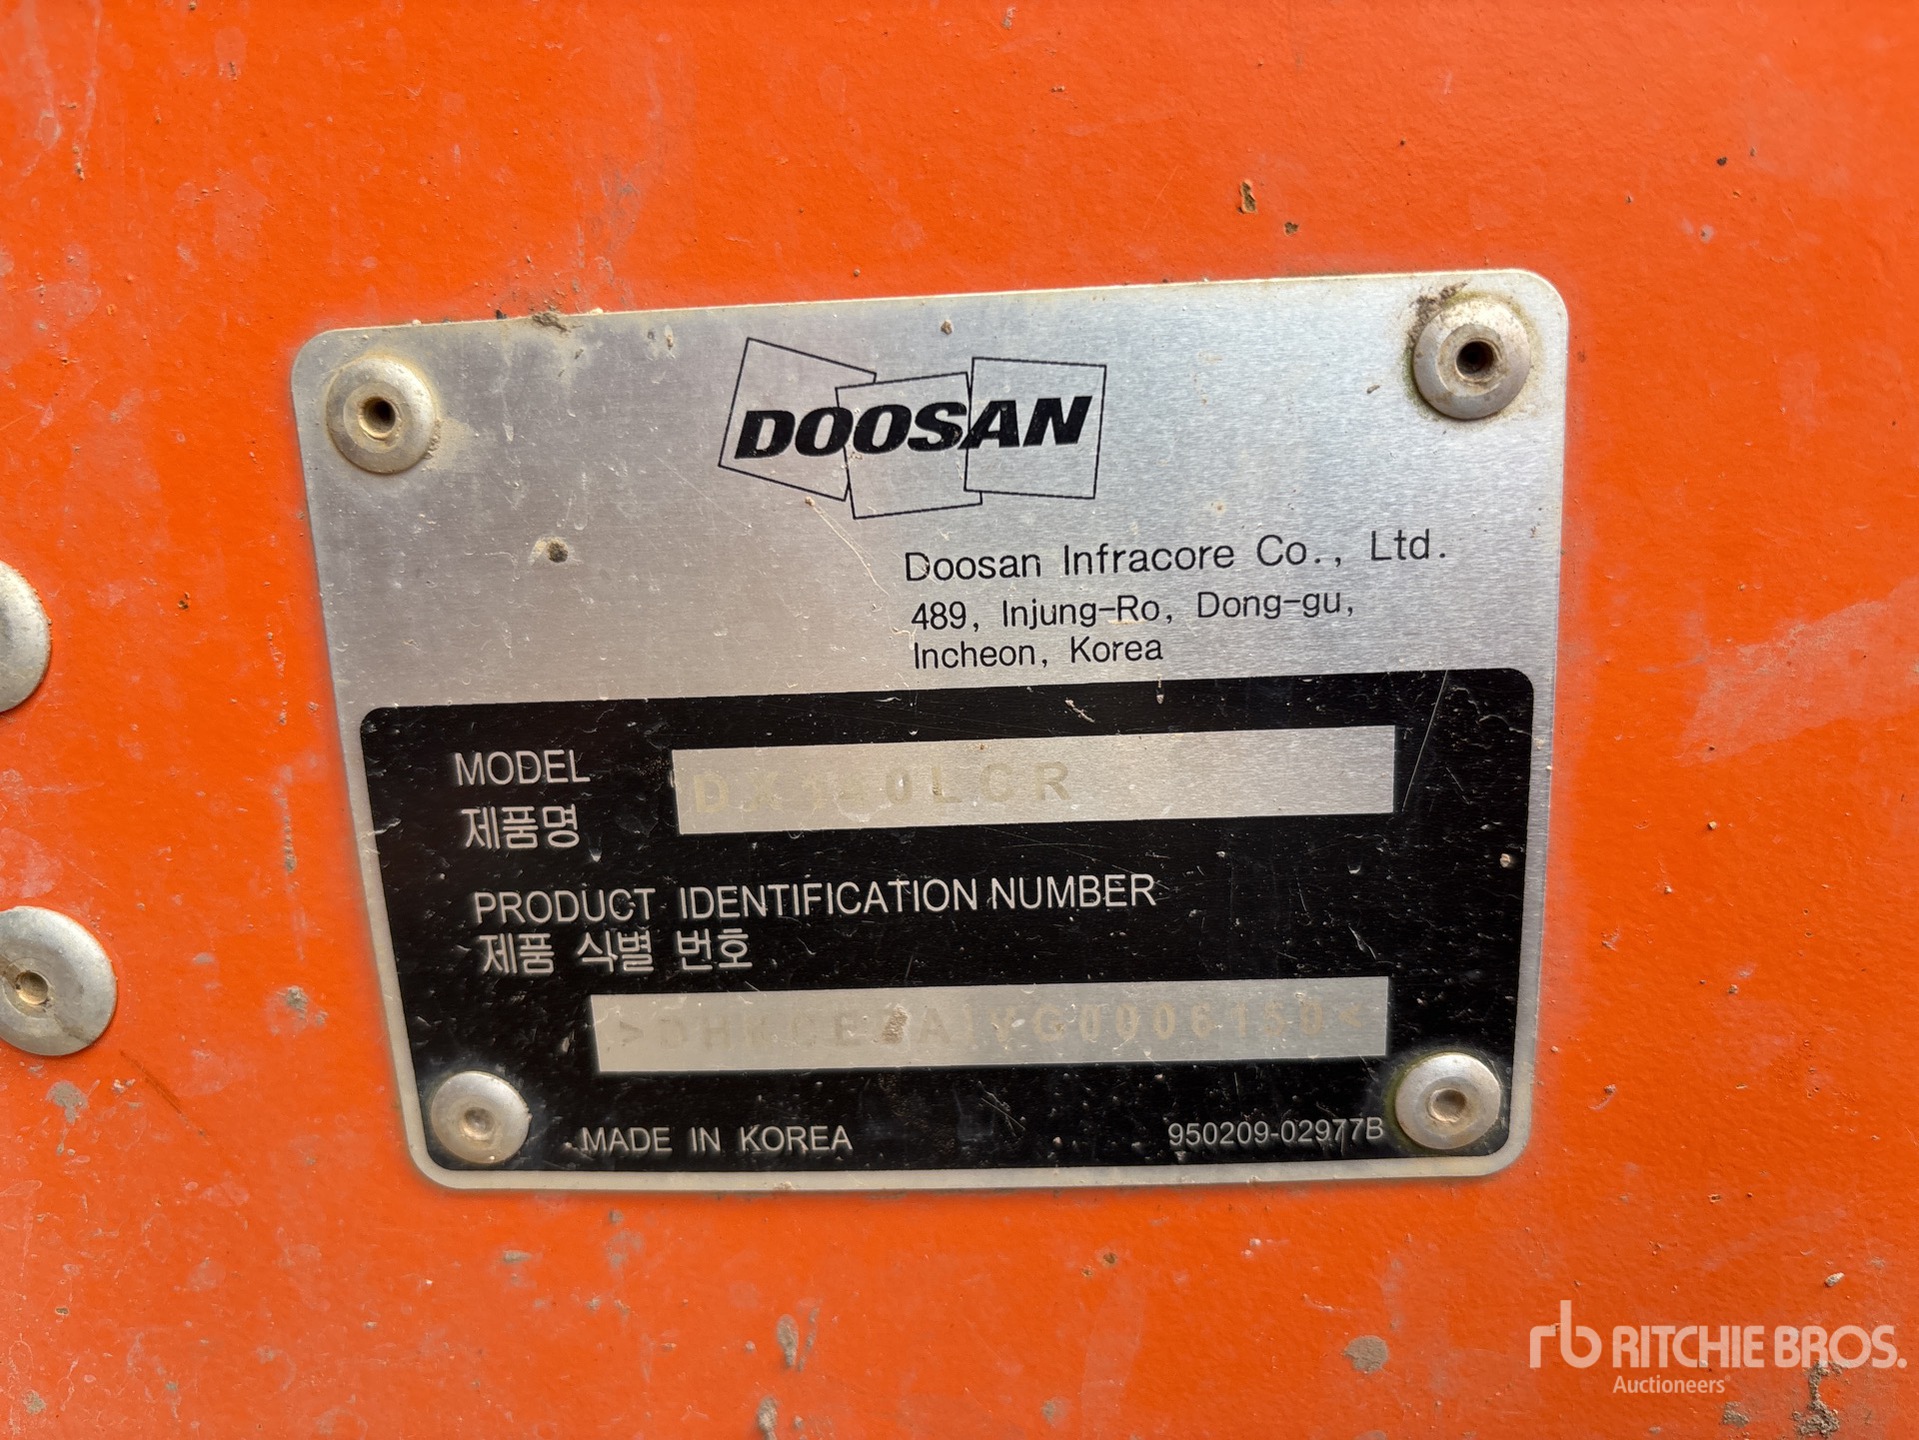 DOOSAN
Doosan Infracore Co., Ltd.
489, Injung-Ro, Dong-gu,
Incheon, Korea
MODEL
제품명
PRODUCT IDENTIFICATION NUMBER
제품 식별 번호
MADE IN KOREA
950209-02977B
rb RITCHIE BROS.
Auctioneers